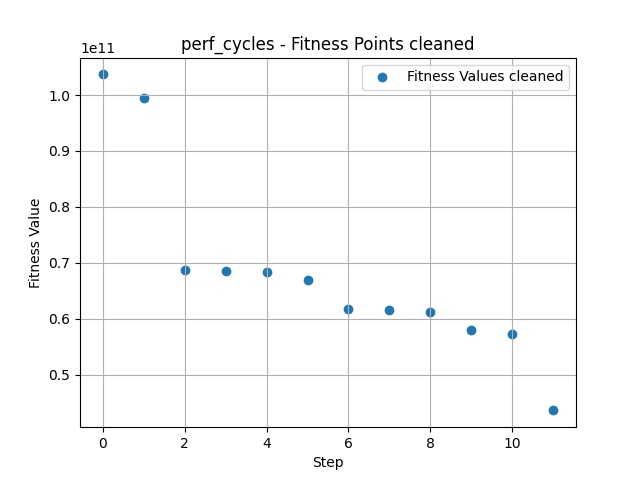 perf_cycles - Fitness Points cleaned
1e11
Fitness Values cleaned
1.0
0.9
0.8
0.7
0.6
0.5
Fitness Value
0 2 4 6 8 10
Step